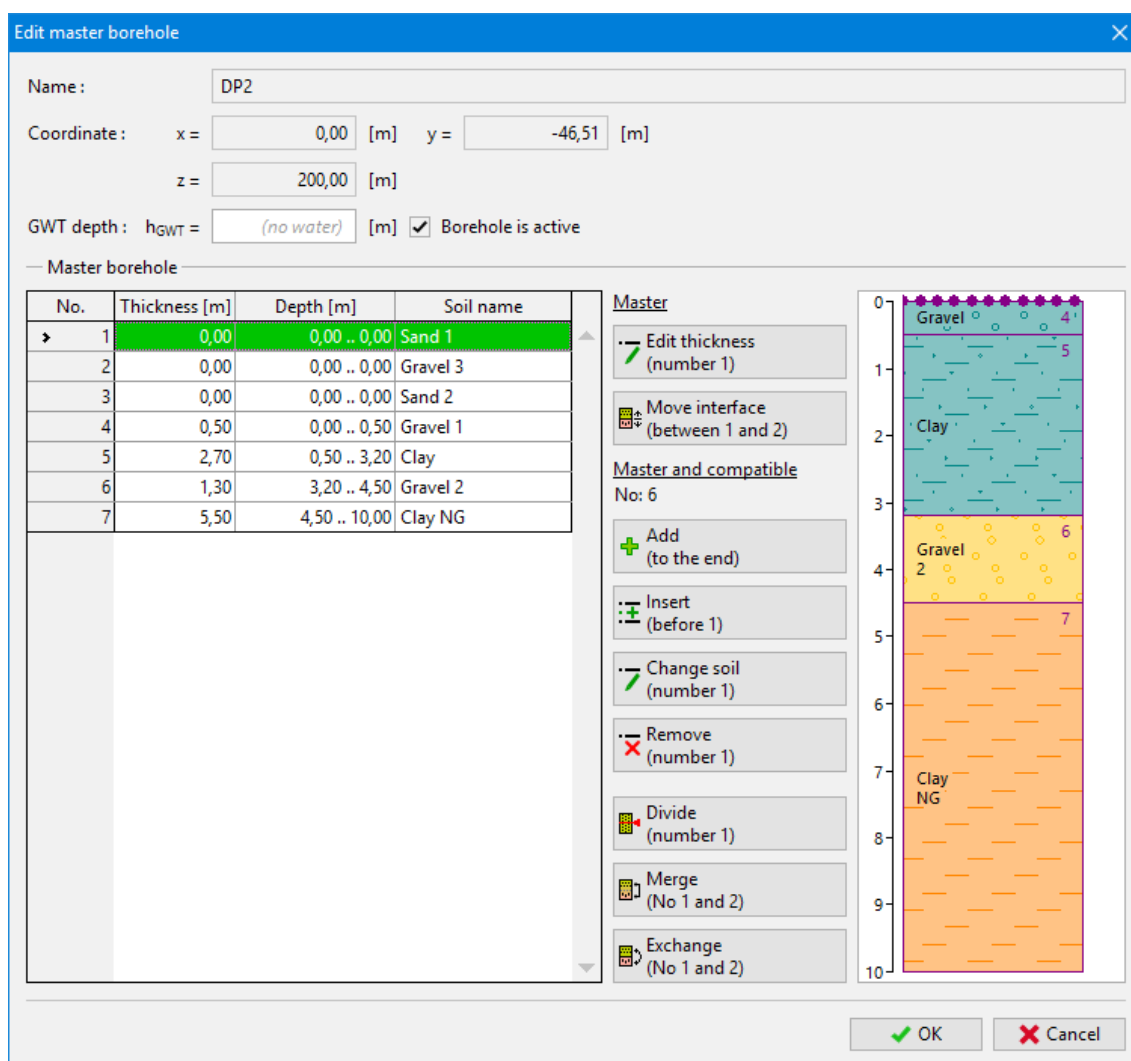 Edit master borehole
Name : DP2
Coordinate : x = 0,00 [m] y = -46,51 [m]
z = 200,00 [m]
GWT depth : hGWT = (no water) [m] Borehole is active
Master borehole
No. Thickness [m] Depth [m] Soil name
1 0,00 0,00 .. 0,00 Sand 1
2 0,00 0,00 .. 0,00 Gravel 3
3 0,00 0,00 .. 0,00 Sand 2
4 0,50 0,00 .. 0,50 Gravel 1
5 2,70 0,50 .. 3,20 Clay
6 1,30 3,20 .. 4,50 Gravel 2
7 5,50 4,50 .. 10,00 Clay NG
Master
Edit thickness
(number 1)
Move interface
(between 1 and 2)
Master and compatible
No: 6
Add
(to the end)
Insert
(before 1)
Change soil
(number 1)
Remove
(number 1)
Divide
(number 1)
Merge
(No 1 and 2)
Exchange
(No 1 and 2)
0
Gravel 4
5
1
Clay
2
3
6
Gravel
2
4
7
5
6
7
Clay
NG
8
9
10
OK Cancel